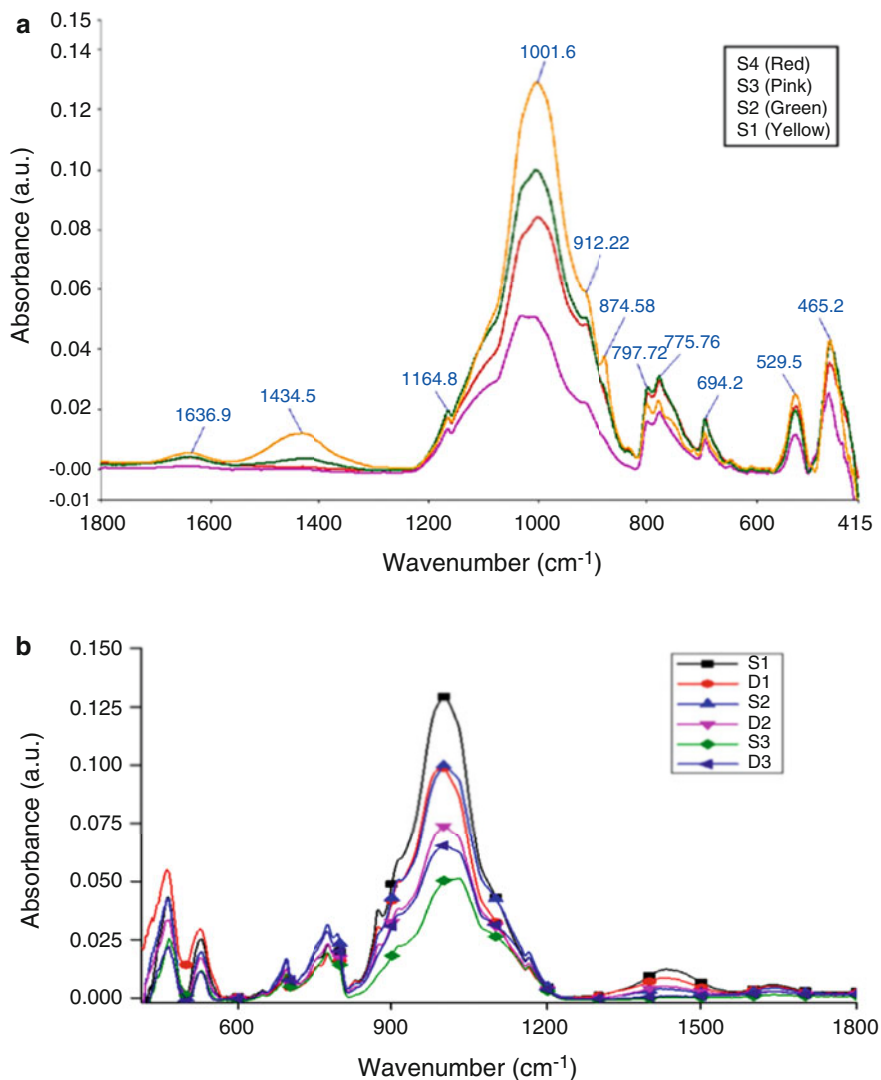 a
0.15
-0.00
0.12
0.10
0.08
0.06
0.04
0.02
-0.00
-0.01
Absorbance (a.u.)
1001.6
912.22
874.58
797.72
775.76
694.2
529.5
465.2
1164.8
1434.5
1636.9
S4 (Red)
S3 (Pink)
S2 (Green)
S1 (Yellow)
1800
1600
1400
1200
1000
800
600
415
Wavenumber (cm⁻¹)
b
0.150
0.125
0.100
0.075
0.050
0.025
0.000
Absorbance (a.u.)
S1
D1
S2
D2
S3
D3
600
900
1200
1500
1800
Wavenumber (cm⁻¹)